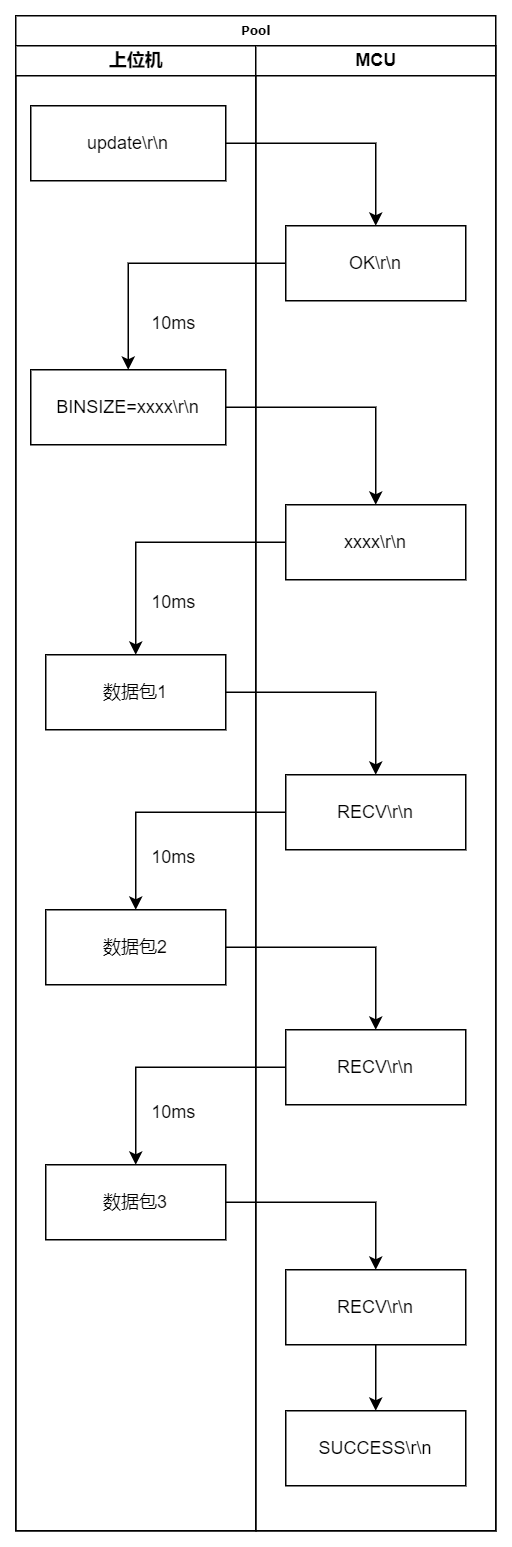 Pool
上位机
MCU
update\r\n
OK\r\n
10ms
BINSIZE=xxxx\r\n
xxxx\r\n
10ms
数据包1
RECV\r\n
10ms
数据包2
RECV\r\n
10ms
数据包3
RECV\r\n
SUCCESS\r\n